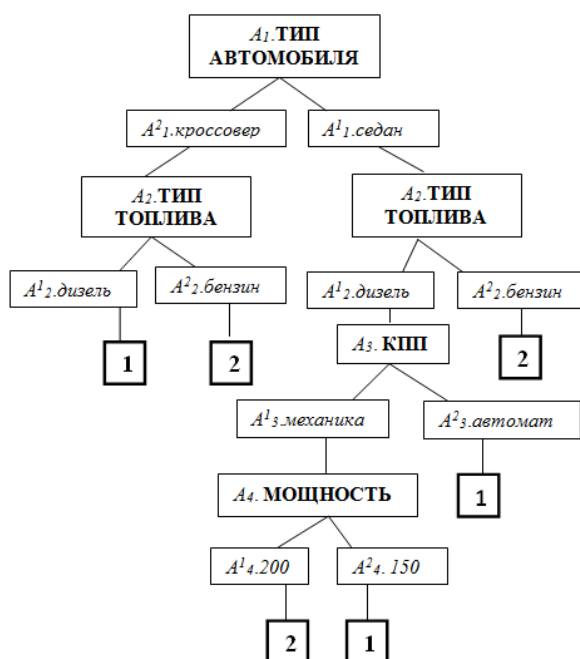 A₁.ТИП
АВТОМОБИЛЯ
A²₁.кроссовер
A¹₁.седан
A₂.ТИП
ТОПЛИВА
A₂.ТИП
ТОПЛИВА
A¹₂.дизель
A²₂.бензин
A¹₂.дизель
A²₂.бензин
1
2
A₃. КПП
2
A¹₃.механика
A²₃.автомат
A₄. МОЩНОСТЬ
1
A¹₄.200
A²₄. 150
2
1